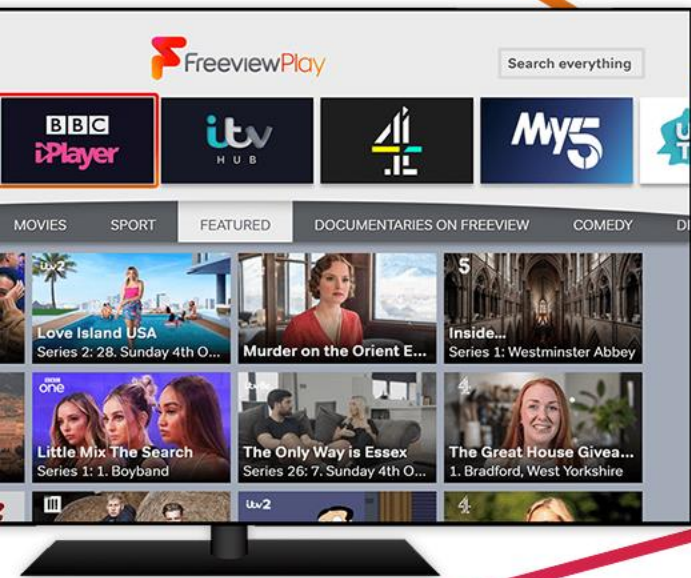 FreeviewPlay
Search everything
BBC
iPlayer
itv
HUB
4
My5
MOVIES SPORT FEATURED DOCUMENTARIES ON FREEVIEW COMEDY
itv2
Love Island USA
Series 2: 28. Sunday 4th O...
Murder on the Orient E...
5
Inside...
Series 1: Westminster Abbey
BBC
one
Little Mix The Search
Series 1: 1. Boyband
The Only Way is Essex
Series 26: 7. Sunday 4th O...
4
The Great House Givea...
1. Bradford, West Yorkshire
itv2
4